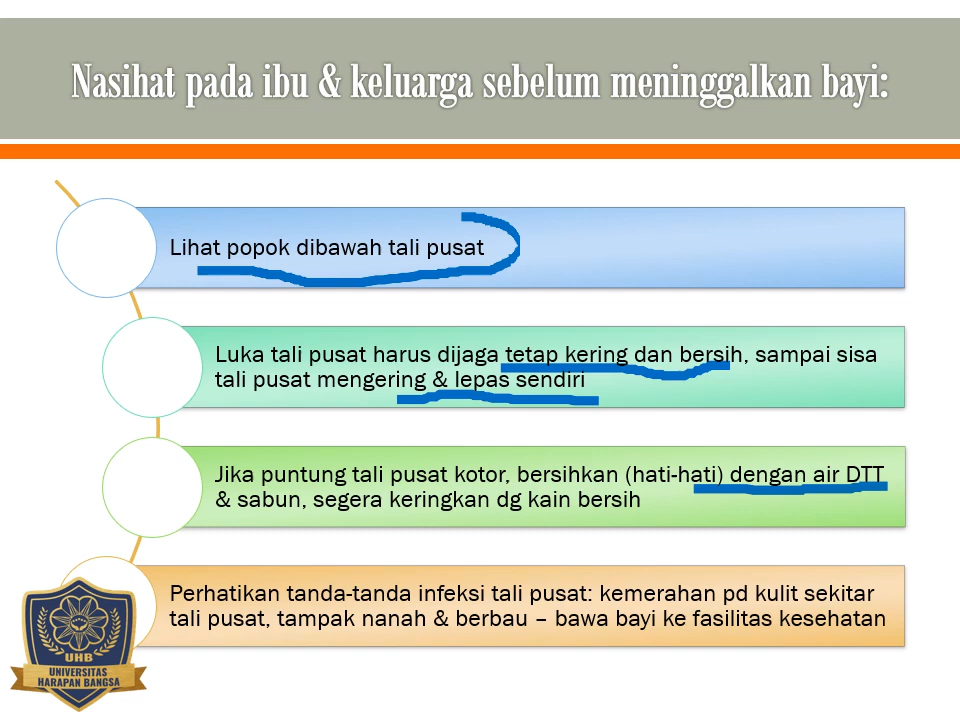 Nasihat pada ibu & keluarga sebelum meninggalkan bayi:
Lihat popok dibawah tali pusat
Luka tali pusat harus dijaga tetap kering dan bersih, sampai sisa
tali pusat mengering & lepas sendiri
Jika puntung tali pusat kotor, bersihkan (hati-hati) dengan air DTT
& sabun, segera keringkan dg kain bersih
Perhatikan tanda-tanda infeksi tali pusat: kemerahan pd kulit sekitar
tali pusat, tampak nanah & berbau – bawa bayi ke fasilitas kesehatan
UHB
UNIVERSITAS
HARAPAN BANGSA